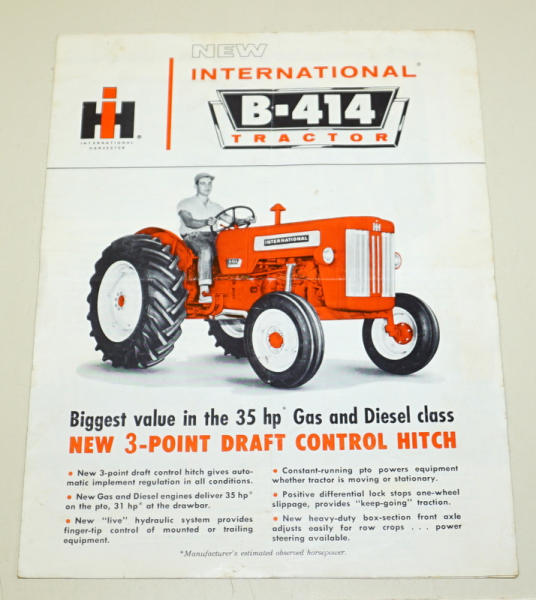 NEW
INTERNATIONAL®
B-414
TRACTOR
IH®
INTERNATIONAL
HARVESTER
INTERNATIONAL
IH
Biggest value in the 35 hp* Gas and Diesel class
NEW 3-POINT DRAFT CONTROL HITCH
• New 3-point draft control hitch gives auto-
matic implement regulation in all conditions.
• New Gas and Diesel engines deliver 35 hp*
on the pto, 31 hp* at the drawbar.
• New "live" hydraulic system provides
finger-tip control of mounted or trailing
equipment.
• Constant-running pto powers equipment
whether tractor is moving or stationary.
• Positive differential lock stops one-wheel
slippage, provides "keep-going" traction.
• New heavy-duty box-section front axle
adjusts easily for row crops . . . power
steering available.
*Manufacturer's estimated observed horsepower.